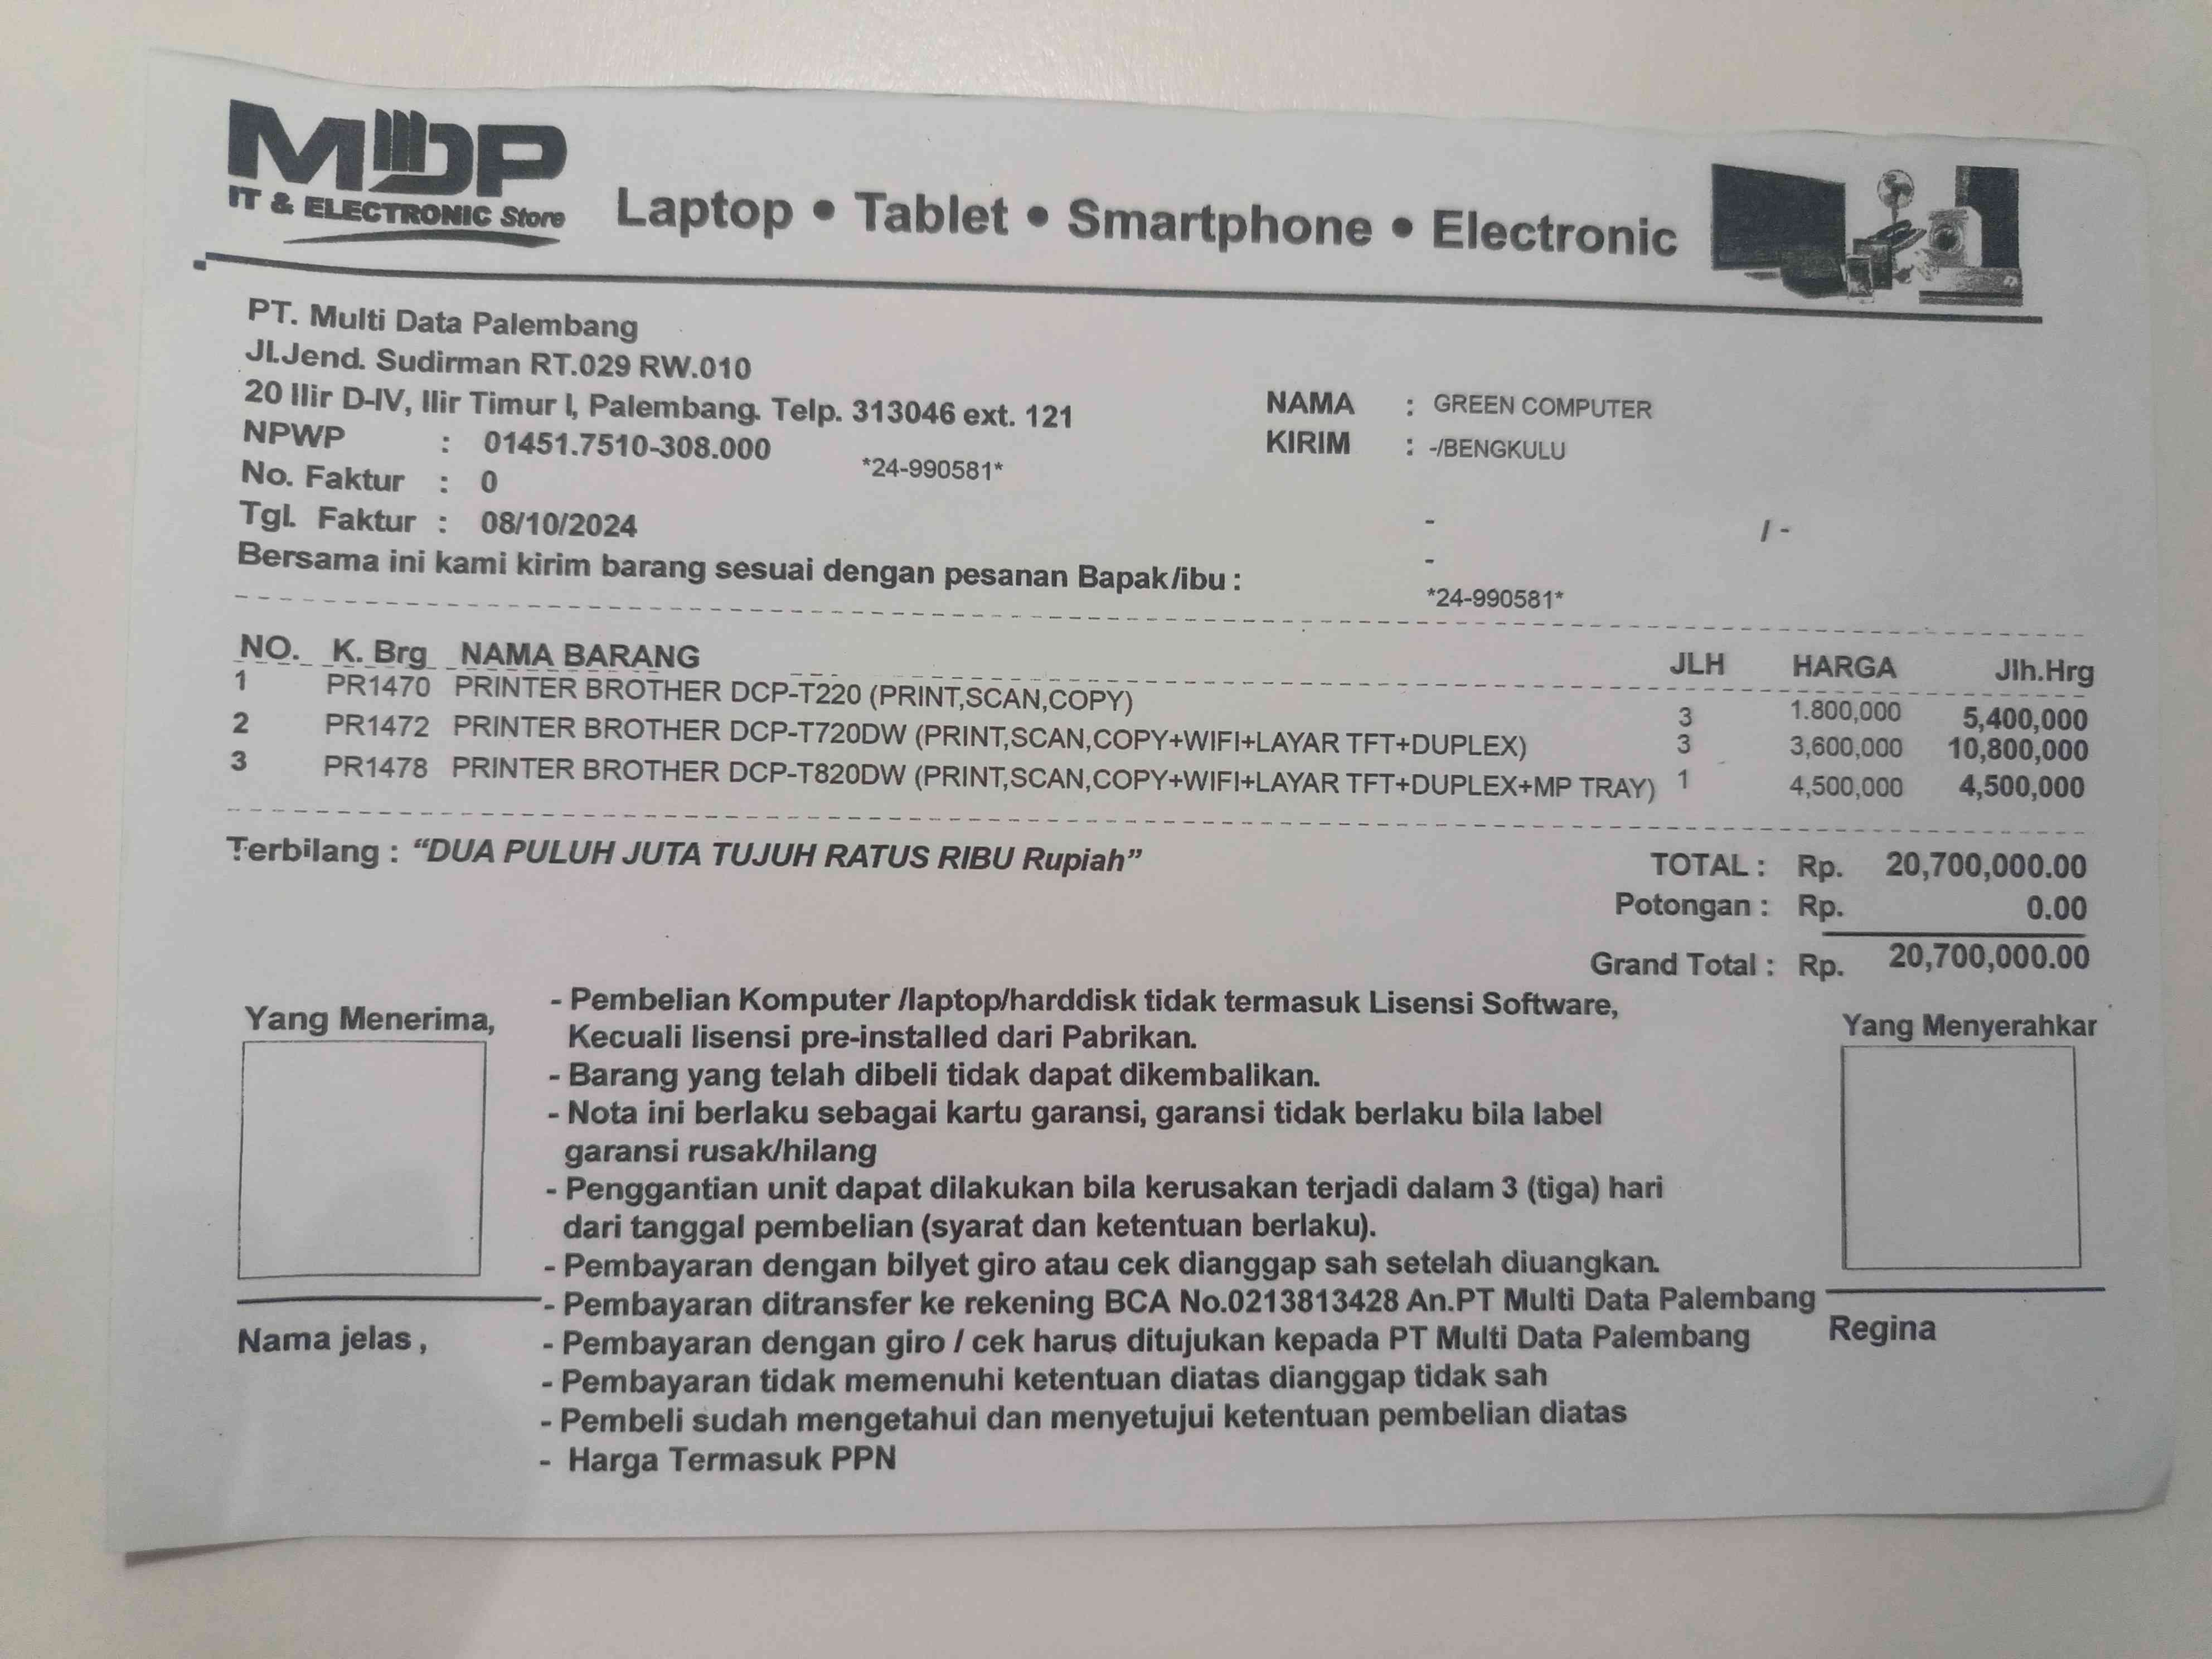 MDP
IT & ELECTRONIC Store
Laptop • Tablet • Smartphone • Electronic
PT. Multi Data Palembang
Jl.Jend. Sudirman RT.029 RW.010
20 Ilir D-IV, Ilir Timur I, Palembang. Telp. 313046 ext. 121
NPWP : 01451.7510-308.000
*24-990581*
No. Faktur : 0
Tgl. Faktur : 08/10/2024
Bersama ini kami kirim barang sesuai dengan pesanan Bapak/ibu :
NAMA : GREEN COMPUTER
KIRIM : -/BENGKULU
- / -
-
*24-990581*
NO. K. Brg NAMA BARANG JLH HARGA Jlh.Hrg
1 PR1470 PRINTER BROTHER DCP-T220 (PRINT,SCAN,COPY) 3 1.800,000 5,400,000
2 PR1472 PRINTER BROTHER DCP-T720DW (PRINT,SCAN,COPY+WIFI+LAYAR TFT+DUPLEX) 3 3,600,000 10,800,000
3 PR1478 PRINTER BROTHER DCP-T820DW (PRINT,SCAN,COPY+WIFI+LAYAR TFT+DUPLEX+MP TRAY) 1 4,500,000 4,500,000
Terbilang : “DUA PULUH JUTA TUJUH RATUS RIBU Rupiah”
TOTAL : Rp. 20,700,000.00
Potongan : Rp. 0.00
Grand Total : Rp. 20,700,000.00
Yang Menerima,
Nama jelas ,
- Pembelian Komputer /laptop/harddisk tidak termasuk Lisensi Software,
Kecuali lisensi pre-installed dari Pabrikan.
- Barang yang telah dibeli tidak dapat dikembalikan.
- Nota ini berlaku sebagai kartu garansi, garansi tidak berlaku bila label
garansi rusak/hilang
- Penggantian unit dapat dilakukan bila kerusakan terjadi dalam 3 (tiga) hari
dari tanggal pembelian (syarat dan ketentuan berlaku).
- Pembayaran dengan bilyet giro atau cek dianggap sah setelah diuangkan.
- Pembayaran ditransfer ke rekening BCA No.0213813428 An.PT Multi Data Palembang
- Pembayaran dengan giro / cek harus ditujukan kepada PT Multi Data Palembang
- Pembayaran tidak memenuhi ketentuan diatas dianggap tidak sah
- Pembeli sudah mengetahui dan menyetujui ketentuan pembelian diatas
- Harga Termasuk PPN
Yang Menyerahkar
Regina